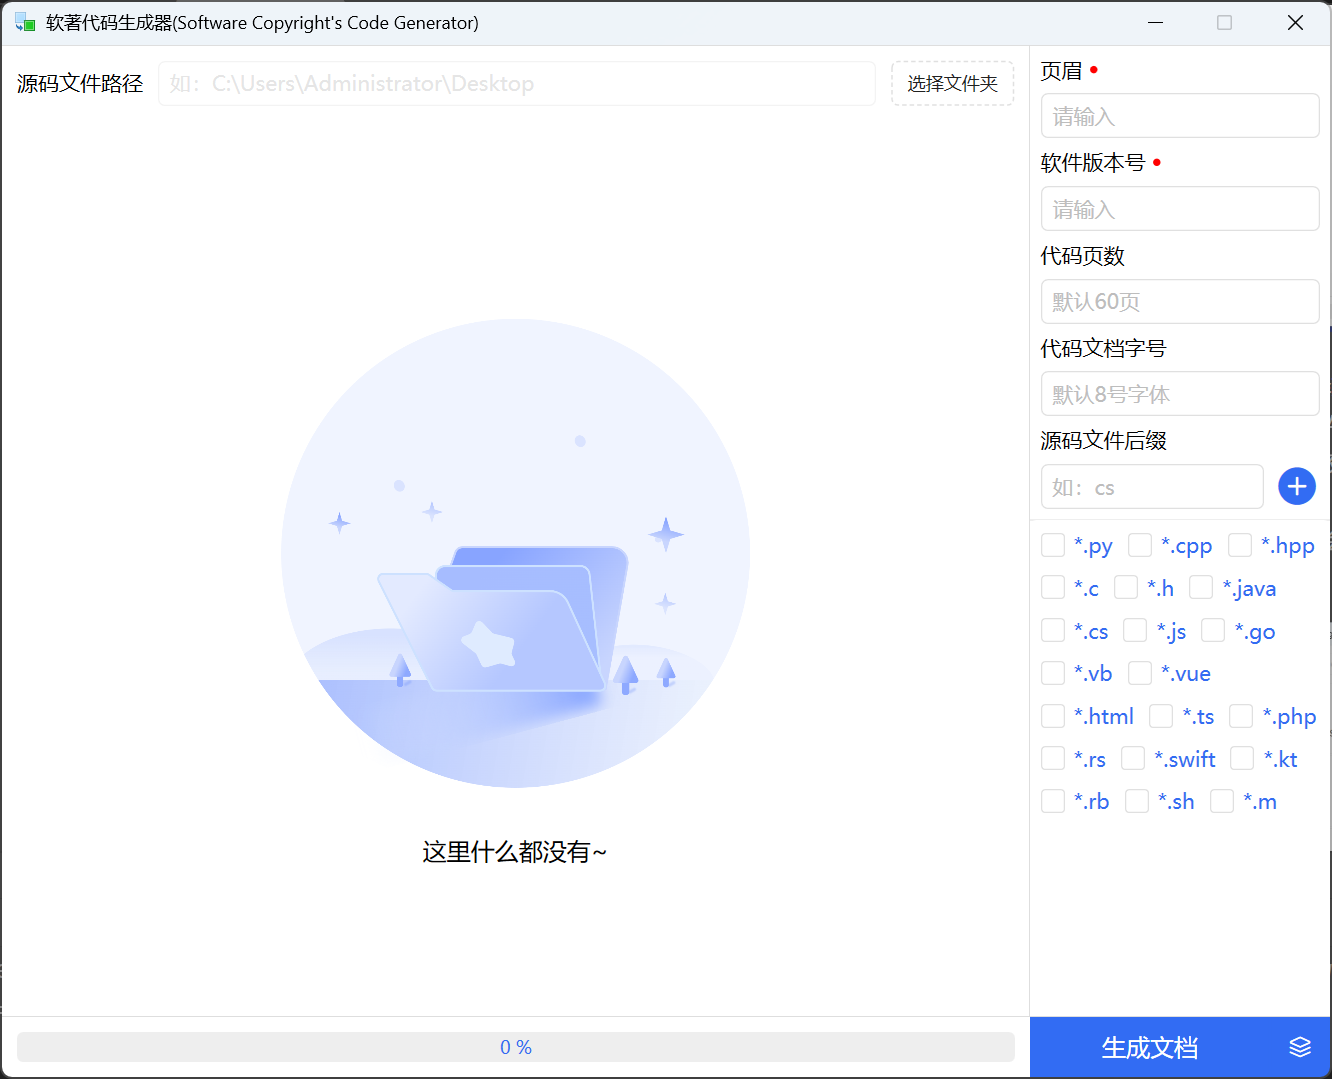 软著代码生成器(Software Copyright's Code Generator)
源码文件路径
如：C:\Users\Administrator\Desktop
选择文件夹
这里什么都没有~
0 %
页眉
请输入
软件版本号
请输入
代码页数
默认60页
代码文档字号
默认8号字体
源码文件后缀
如：cs
*.py *.cpp *.hpp
*.c *.h *.java
*.cs *.js *.go
*.vb *.vue
*.html *.ts *.php
*.rs *.swift *.kt
*.rb *.sh *.m
生成文档